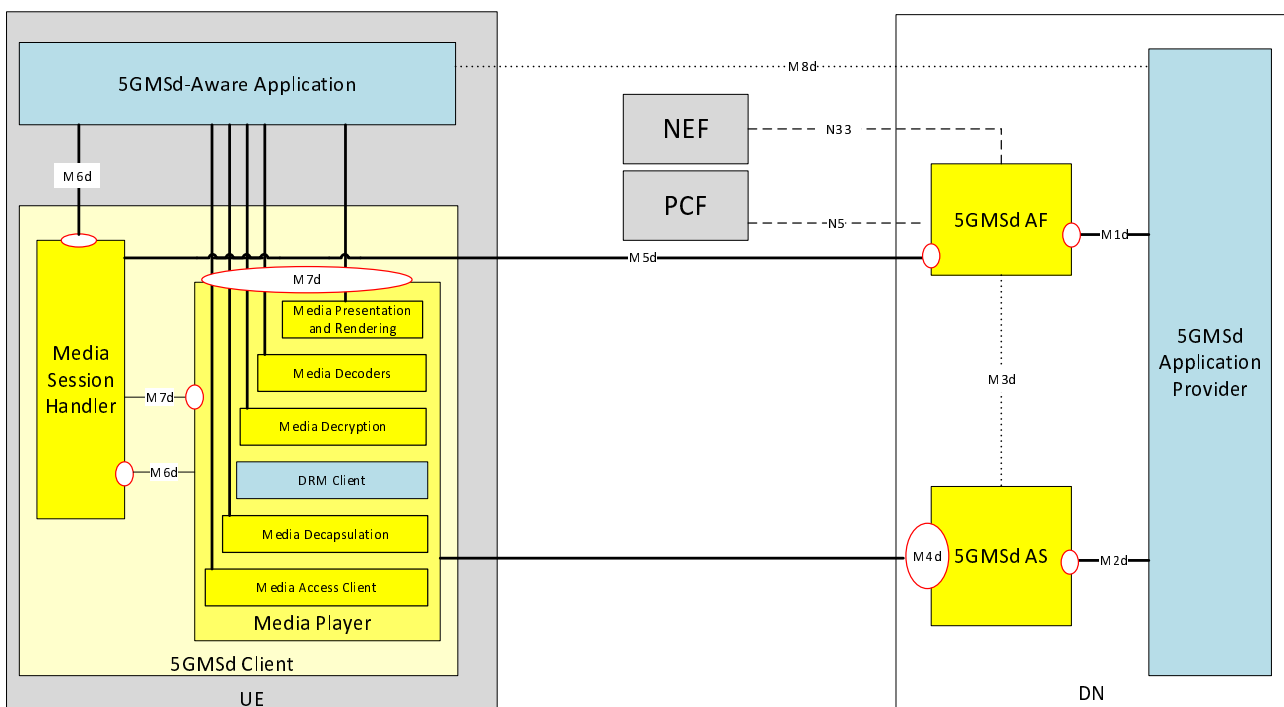 5GMSd-Aware Application
M8d
NEF
N33
M6d
PCF
5GMSd AF
N5
M1d
M5d
M7d
Media Presentation
and Rendering
Media
Session
Handler
5GMSd
Application
Provider
Media Decoders
M3d
M7d
Media Decryption
M6d
DRM Client
Media Decapsulation
M4d
5GMSd AS
M2d
Media Access Client
Media Player
5GMSd Client
UE
DN